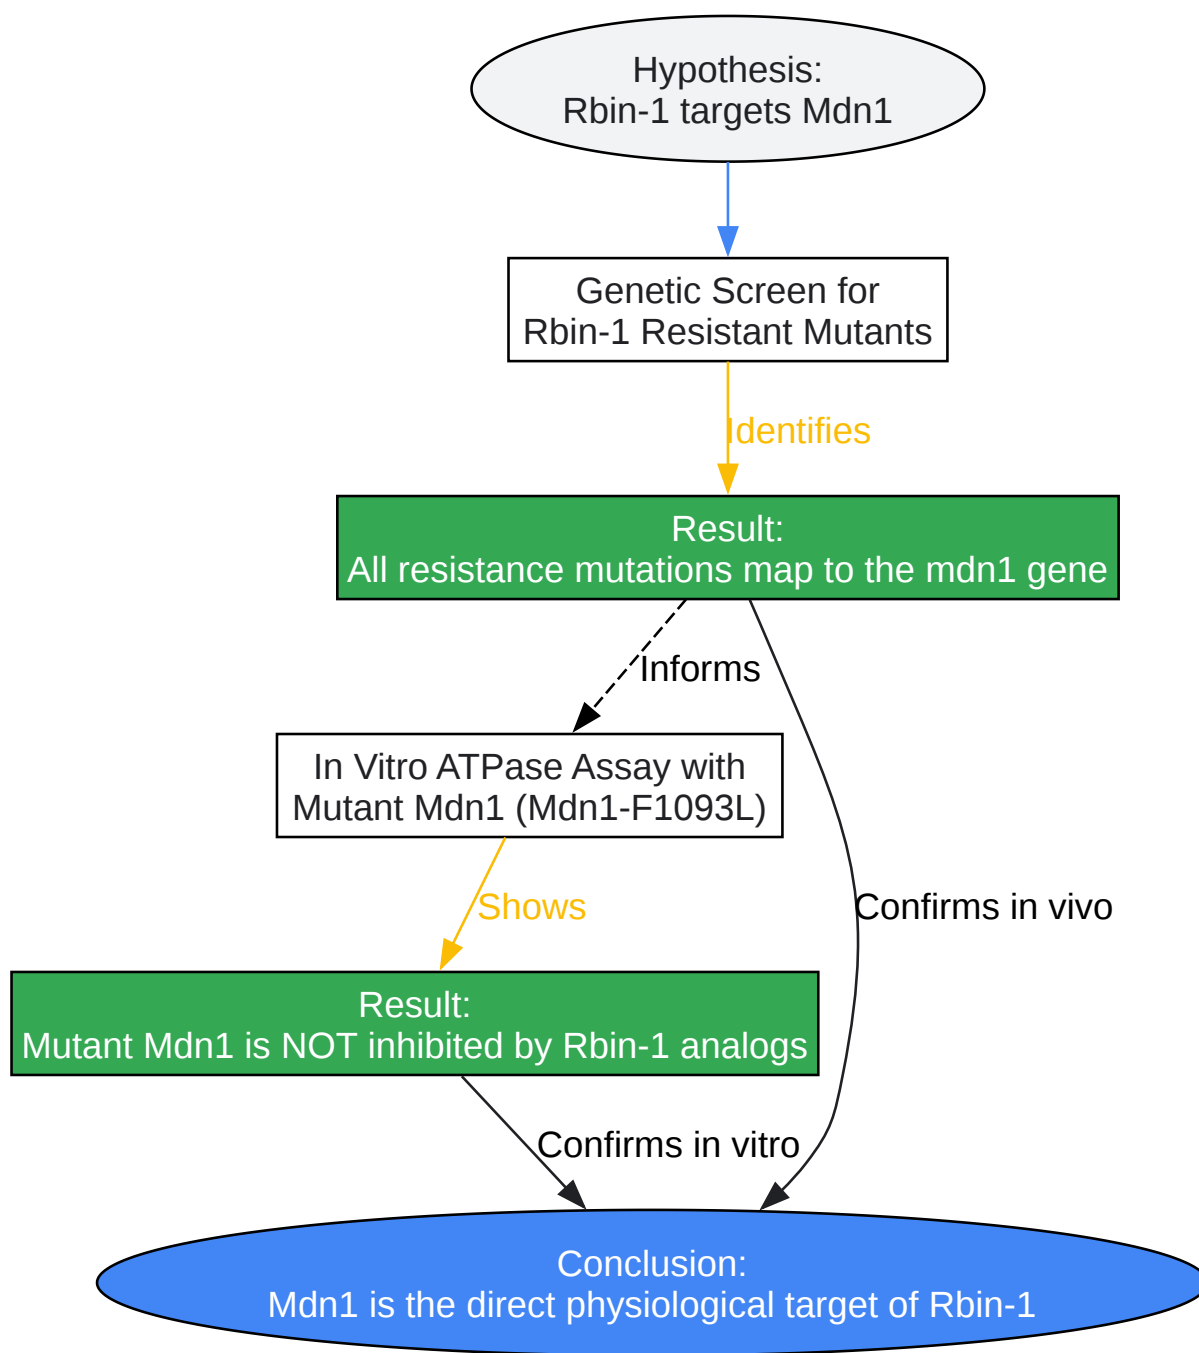 Hypothesis:
Rbin-1 targets Mdn1
Genetic Screen for
Rbin-1 Resistant Mutants
Identifies
Result:
All resistance mutations map to the mdn1 gene
Informs
In Vitro ATPase Assay with
Mutant Mdn1 (Mdn1-F1093L)
Shows
Confirms in vivo
Result:
Mutant Mdn1 is NOT inhibited by Rbin-1 analogs
Confirms in vitro
Conclusion:
Mdn1 is the direct physiological target of Rbin-1